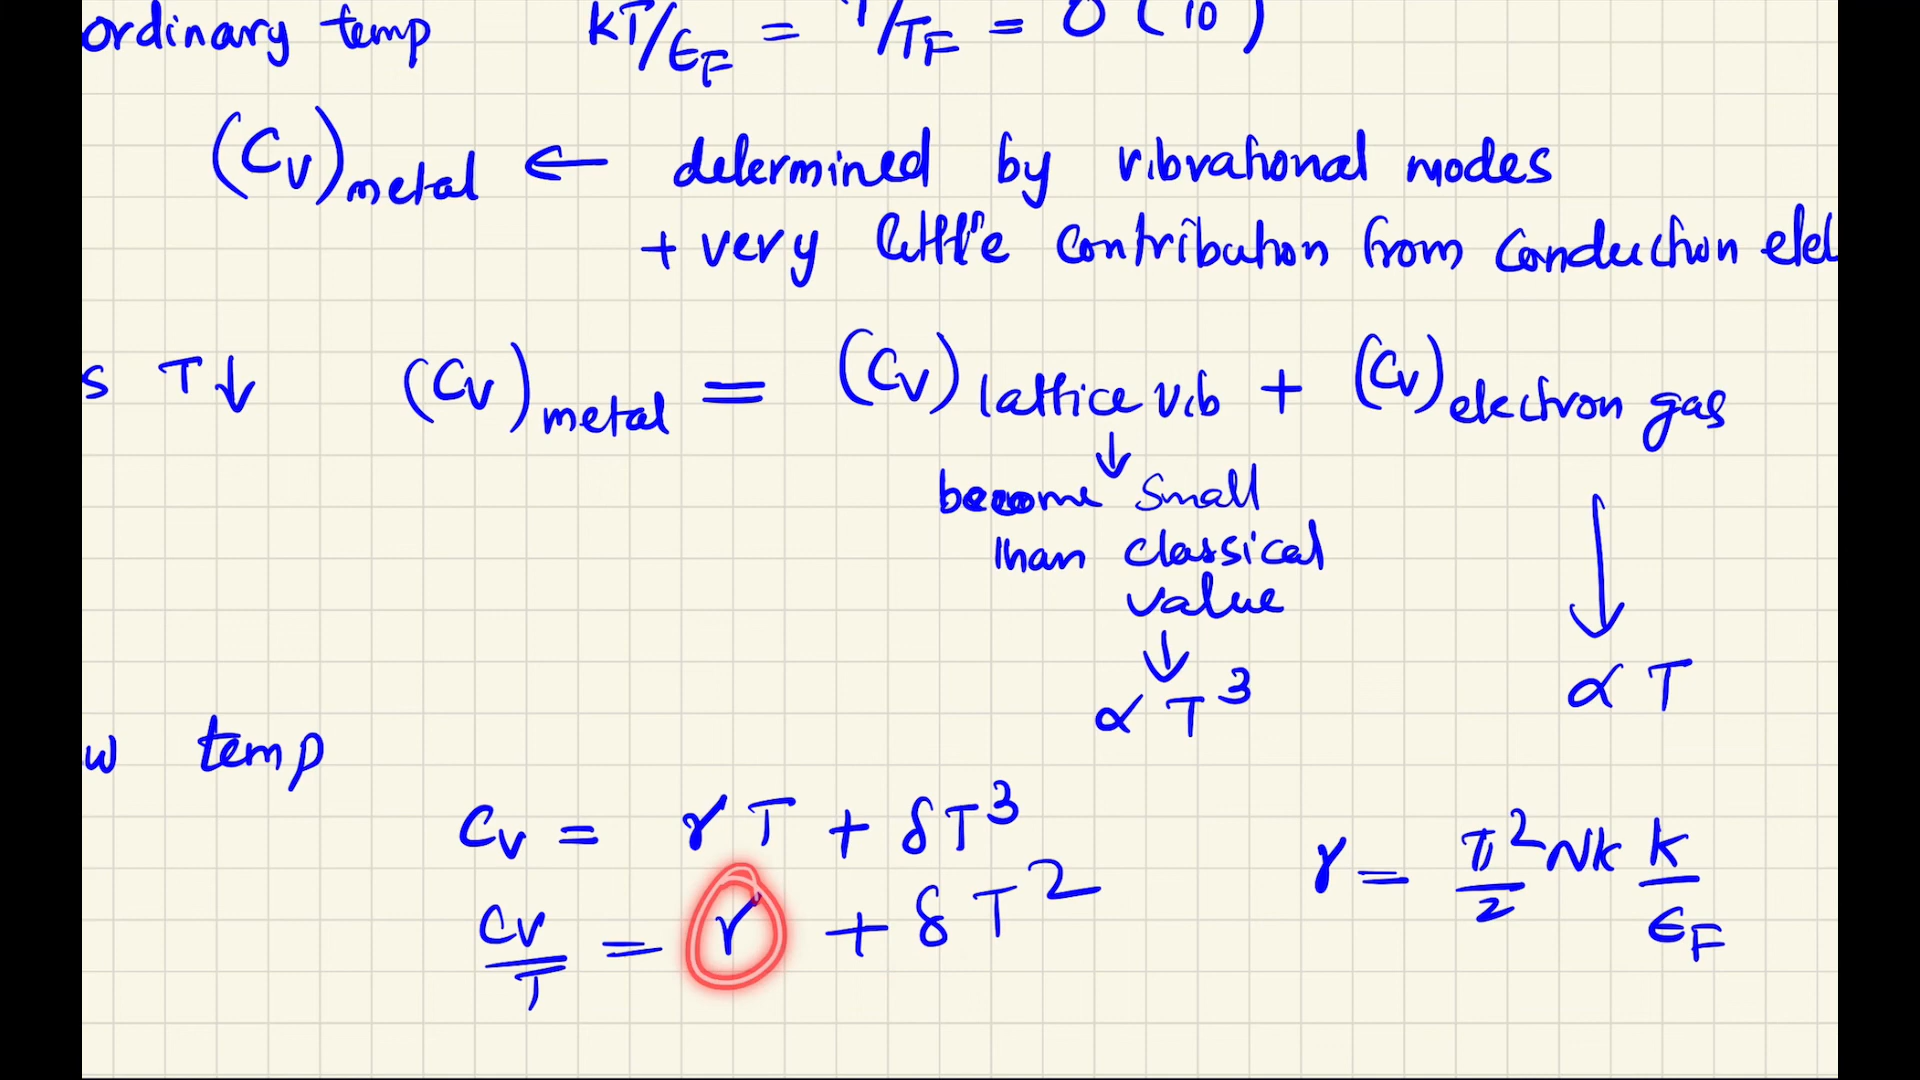 ordinary temp kT/ϵF = T/TF = O(10)
(Cv)metal ← determined by vibrational modes
+ very little contribution from conduction elec
s T↓ (Cv)metal = (Cv)lattice vib + (Cv)electron gas
↓
become small
than classical
value
↓ ↓
∝ T³ ∝ T
w temp
Cv = γT + δT³
γ = π²/2 Nk k/ϵF
Cv/T = γ + δT²